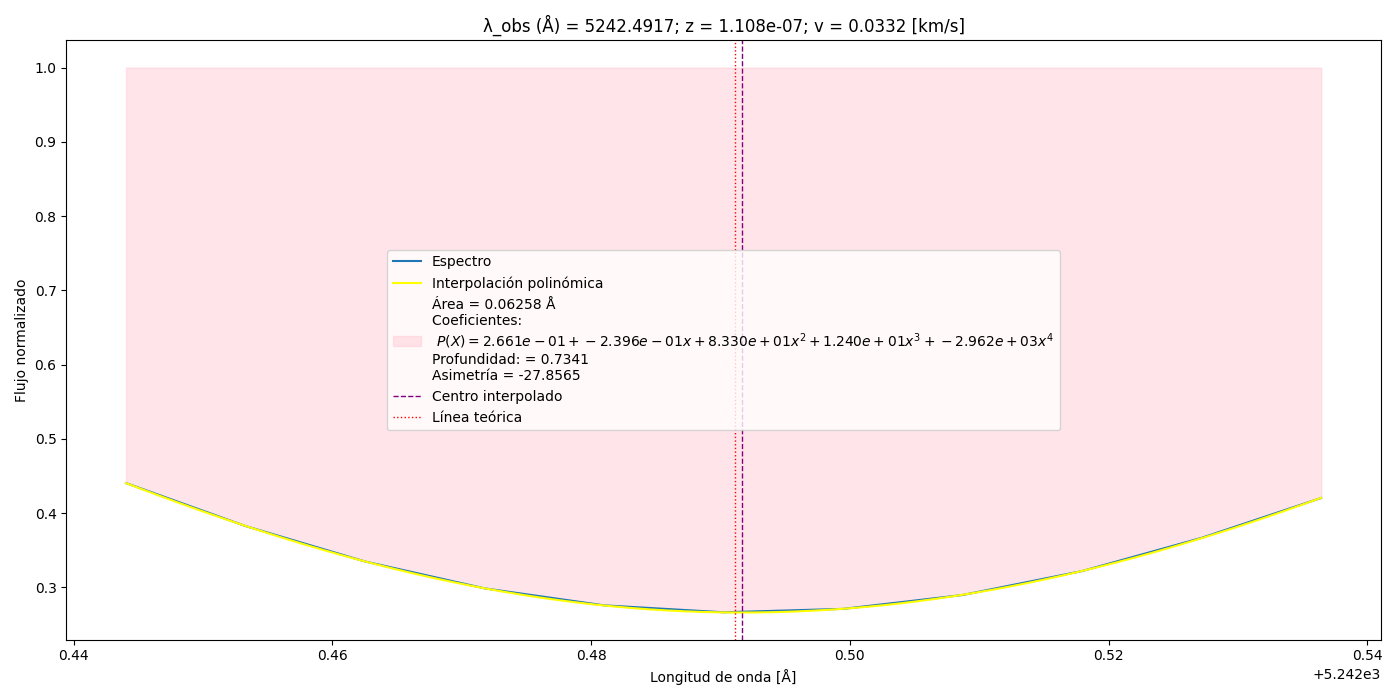 λ_obs (Å) = 5242.4917; z = 1.108e-07; v = 0.0332 [km/s]
Flujo normalizado
1.0
0.9
0.8
0.7
0.6
0.5
0.4
0.3
Espectro
Interpolación polinómica
Área = 0.06258 Å
Coeficientes:
P(X) = 2.661e − 01 + −2.396e − 01x + 8.330e + 01x² + 1.240e + 01x³ + −2.962e + 03x⁴
Profundidad: = 0.7341
Asimetría = -27.8565
Centro interpolado
Línea teórica
0.44 0.46 0.48 0.50 0.52 0.54
+5.242e3
Longitud de onda [Å]